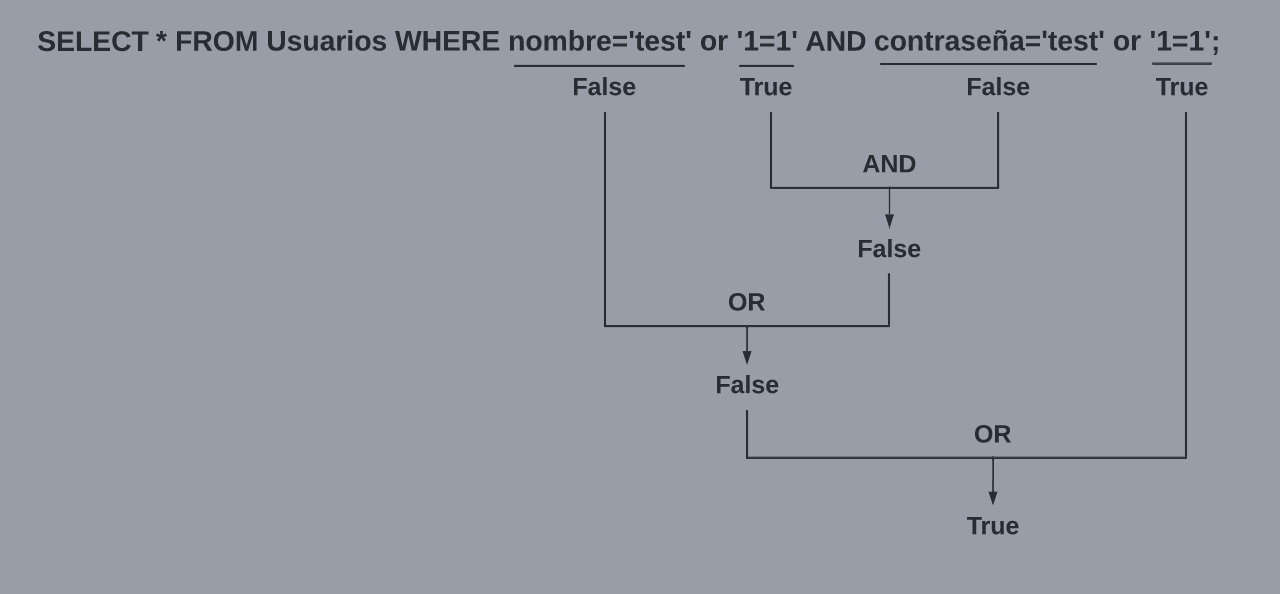 SELECT * FROM Usuarios WHERE nombre='test' or '1=1' AND contraseña='test' or '1=1';
False True False True
AND
False
OR
False
OR
True